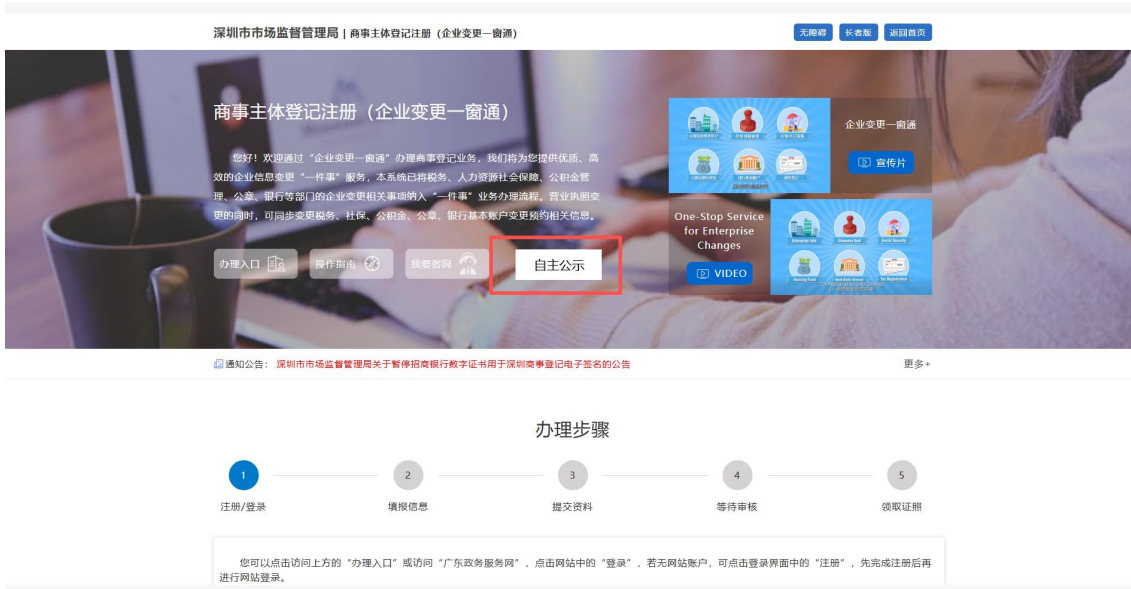 深圳市市场监督管理局 | 商事主体登记注册（企业变更一窗通）
无障碍 长者版 返回首页
商事主体登记注册（企业变更一窗通）
您好！欢迎通过“企业变更一窗通”办理商事登记业务，我们将为您提供优质、高
效的企业信息变更“一件事”服务，本系统已将税务、人力资源社会保障、公积金管
理、公章、银行等部门的企业变更相关事项纳入“一件事”业务办理流程。营业执照变
更的同时，可同步变更税务、社保、公积金、公章、银行基本账户变更预约相关信息。
办理入口 操作指南 我要咨询 自主公示
企业变更一窗通
宣传片
One-Stop Service
for Enterprise
Changes
VIDEO
通知公告： 深圳市市场监督管理局关于暂停招商银行数字证书用于深圳商事登记电子签名的公告 更多+
办理步骤
1 2 3 4 5
注册/登录 填报信息 提交资料 等待审核 领取证照
您可以点击访问上方的“办理入口”或访问“广东政务服务网”，点击网站中的“登录”，若无网站账户，可点击登录界面中的“注册”，先完成注册后再
进行网站登录。